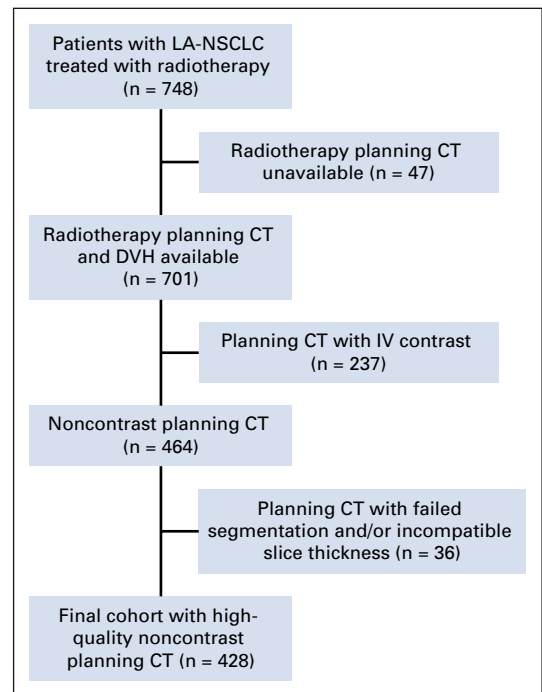 Patients with LA-NSCLC
treated with radiotherapy
(n = 748)
Radiotherapy planning CT
unavailable (n = 47)
Radiotherapy planning CT
and DVH available
(n = 701)
Planning CT with IV contrast
(n = 237)
Noncontrast planning CT
(n = 464)
Planning CT with failed
segmentation and/or incompatible
slice thickness (n = 36)
Final cohort with high-
quality noncontrast
planning CT (n = 428)